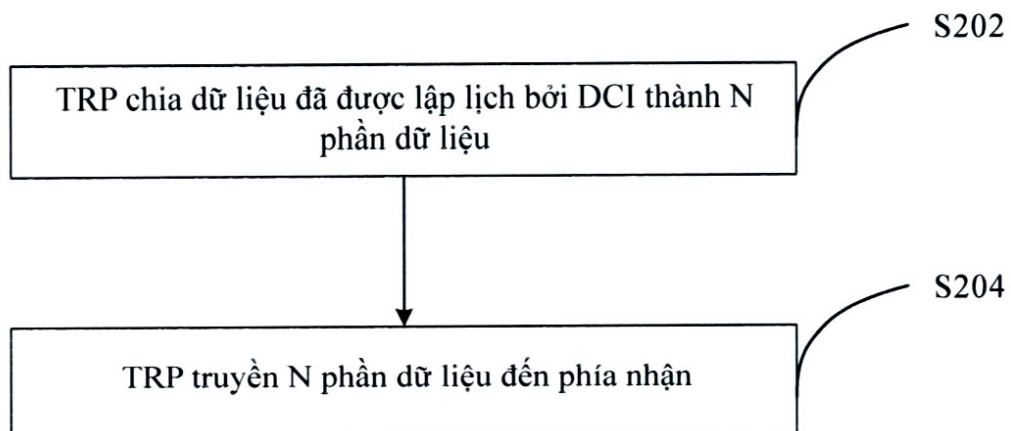 S202
TRP chia dữ liệu đã được lập lịch bởi DCI thành N
phần dữ liệu
S204
TRP truyền N phần dữ liệu đến phía nhận